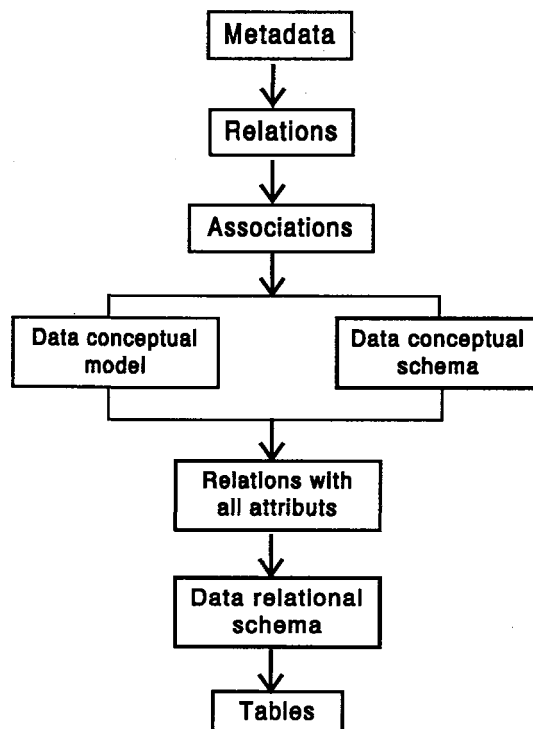 Metadata
Relations
Associations
Data conceptual
model
Data conceptual
schema
Relations with
all attributs
Data relational
schema
Tables